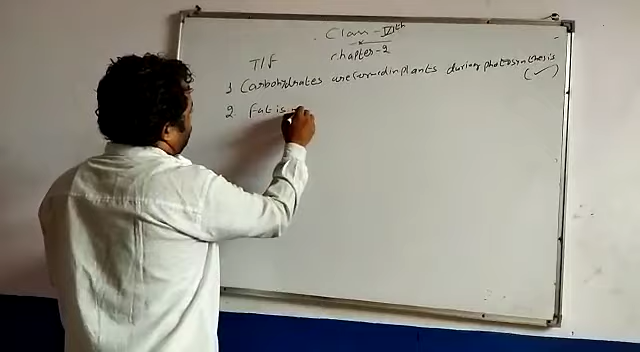 Class - VIth
Chapter-2
T/F
1 Carbohydrates are formed in plants during photosynthesis
(✓)
2. Fat is